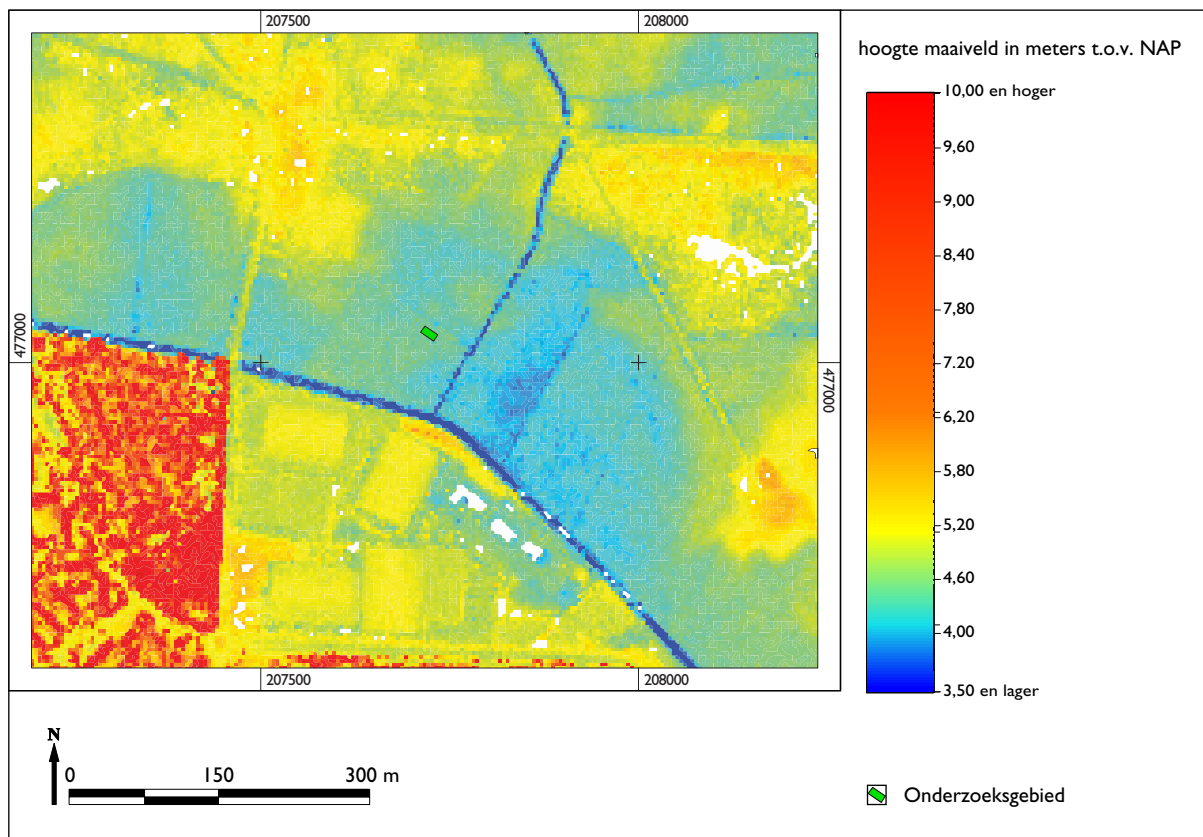 207500 208000
hoogte maaiveld in meters t.o.v. NAP
10,00 en hoger
9,60
9,00
8.40
7.80
7.20
6,20
5,80
5,20
4,60
4,00
3,50 en lager
477000 477000
207500 208000
N
0 150 300 m
Onderzoeksgebied